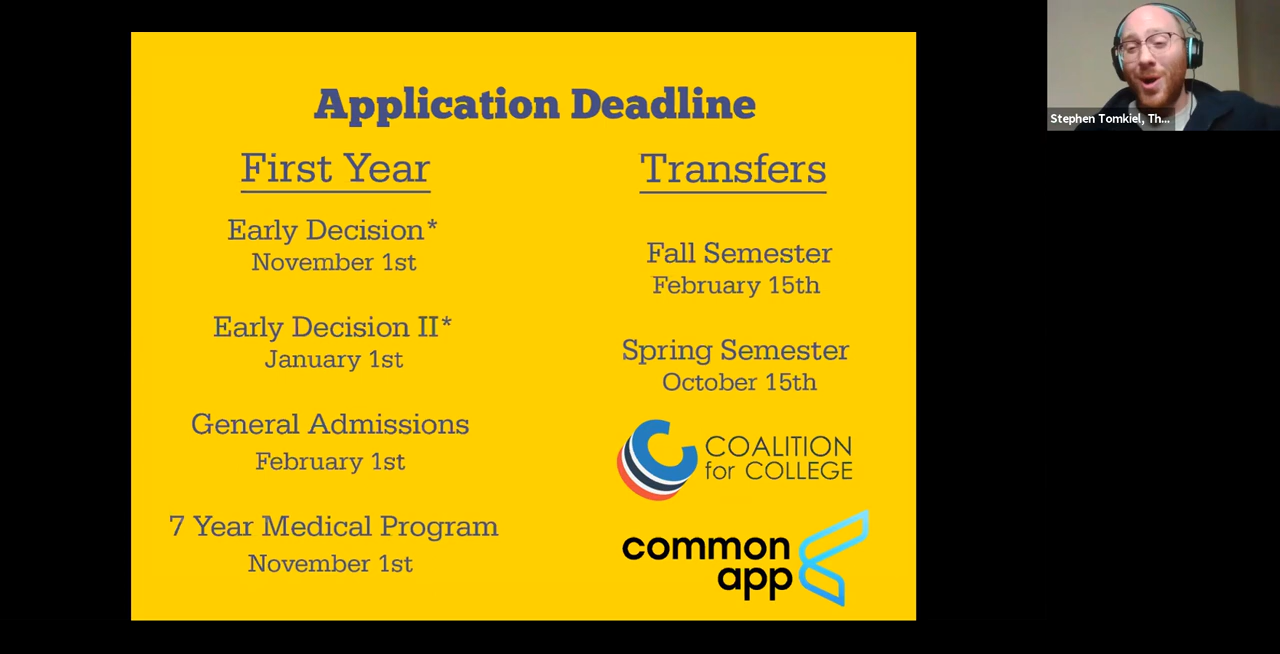 Application Deadline
First Year
Early Decision*
November 1st
Early Decision II*
January 1st
General Admissions
February 1st
7 Year Medical Program
November 1st
Transfers
Fall Semester
February 15th
Spring Semester
October 15th
COALITION
for COLLEGE
common
app
Stephen Tomkiel, Th...